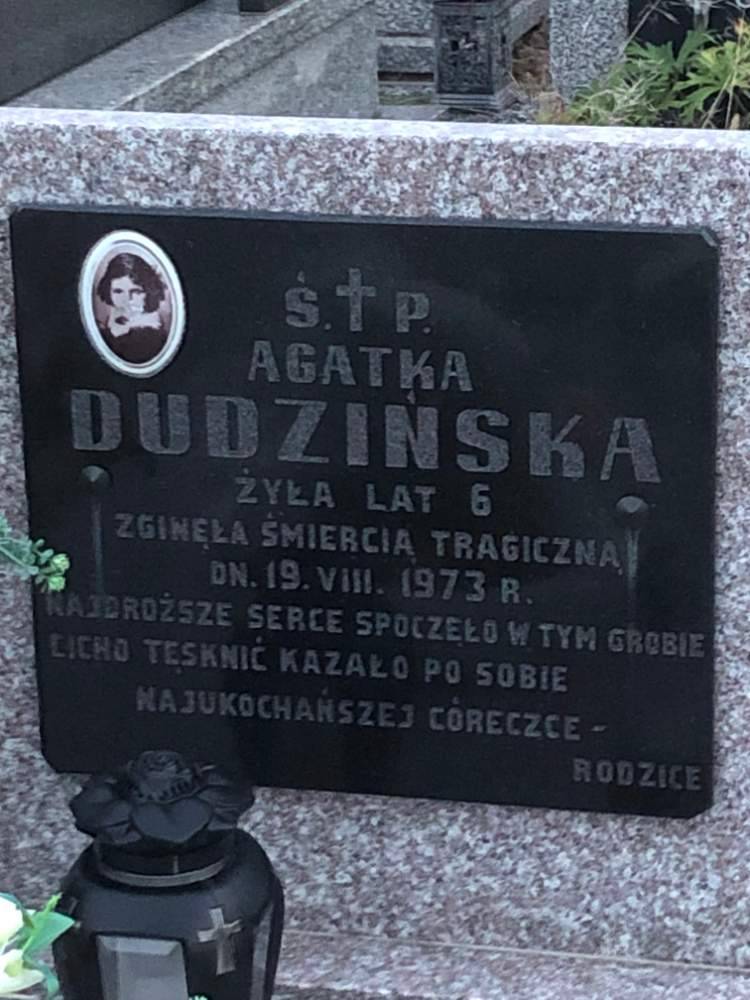 Ś. † P.
AGATKA
DUDZIŃSKA
ŻYŁA LAT 6
ZGINĘŁA ŚMIERCIĄ TRAGICZNĄ
DN. 19. VIII. 1973 R.
NAJDROŻSZE SERCE SPOCZĘŁO W TYM GROBIE
CICHO TĘSKNIĆ KAZAŁO PO SOBIE
NAJUKOCHAŃSZEJ CÓRECZCE -
RODZICE